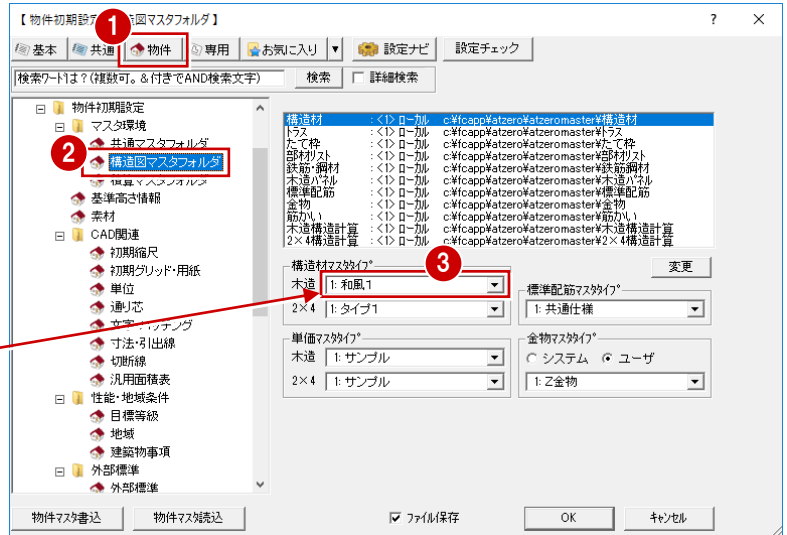 【 物件初期設 図マスタフォルダ 】 ? ×
1
基本 共通 物件 専用 お気に入り ▼ 設定ナビ 設定チェック
検索ワードは？(複数可。＆付きでAND検索文字) 検索 詳細検索
物件初期設定
マスタ環境
共通マスタフォルダ
2
構造図マスタフォルダ
積算マスタフォルダ
基準高さ情報
素材
CAD関連
初期縮尺
初期グリッド・用紙
単位
通り芯
寸法・引出線
切断線
汎用面積表
性能・地域条件
目標等級
地域
建築物事項
外部標準
外部標準
構造材 : <1> ローカル c:¥fcapp¥atzero¥atzeromaster¥構造材
トラス : <1> ローカル c:¥fcapp¥atzero¥atzeromaster¥トラス
たて枠 : <1> ローカル c:¥fcapp¥atzero¥atzeromaster¥たて枠
部材リスト : <1> ローカル c:¥fcapp¥atzero¥atzeromaster¥部材リスト
鉄筋・鋼材 : <1> ローカル c:¥fcapp¥atzero¥atzeromaster¥鉄筋鋼材
木造パネル : <1> ローカル c:¥fcapp¥atzero¥atzeromaster¥木造パネル
標準配筋 : <1> ローカル c:¥fcapp¥atzero¥atzeromaster¥標準配筋
金物 : <1> ローカル c:¥fcapp¥atzero¥atzeromaster¥金物
筋かい : <1> ローカル c:¥fcapp¥atzero¥atzeromaster¥筋かい
木造構造計算 : <1> ローカル c:¥fcapp¥atzero¥atzeromaster¥木造構造計算
2×4構造計算 : <1> ローカル c:¥fcapp¥atzero¥atzeromaster¥2×4構造計算
変更
構造材マスタタイプ
3
木造 1: 和風1
2×4 1: タイプ1
標準配筋マスタタイプ
1: 共通仕様
単価マスタタイプ
木造 1: サンプル
2×4 1: サンプル
金物マスタタイプ
システム ユーザ
1: Z金物
物件マスタ書込 物件マスタ読込 ファイル保存 OK キャンセル